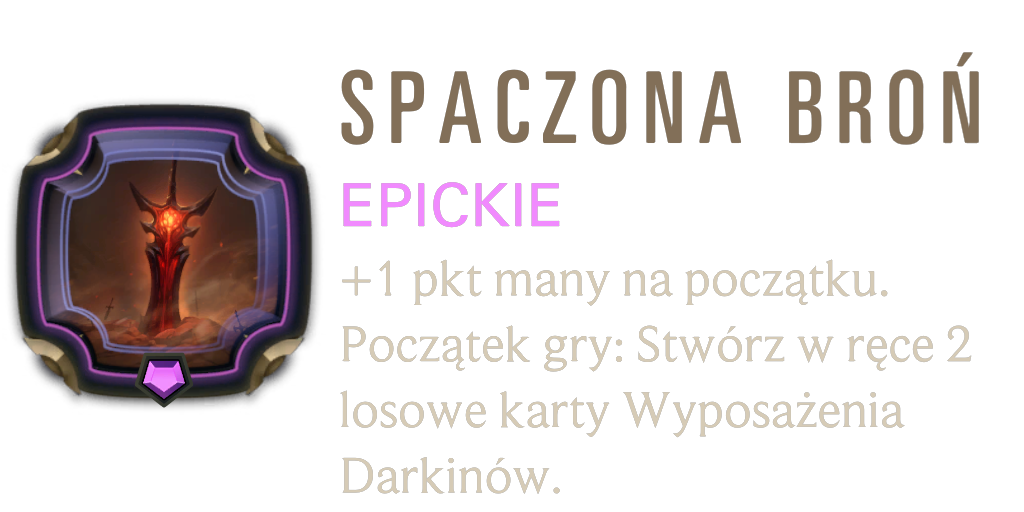 SPACZONA BROŃ
EPICKIE
+1 pkt many na początku.
Początek gry: Stwórz w ręce 2
losowe karty Wyposażenia
Darkinów.